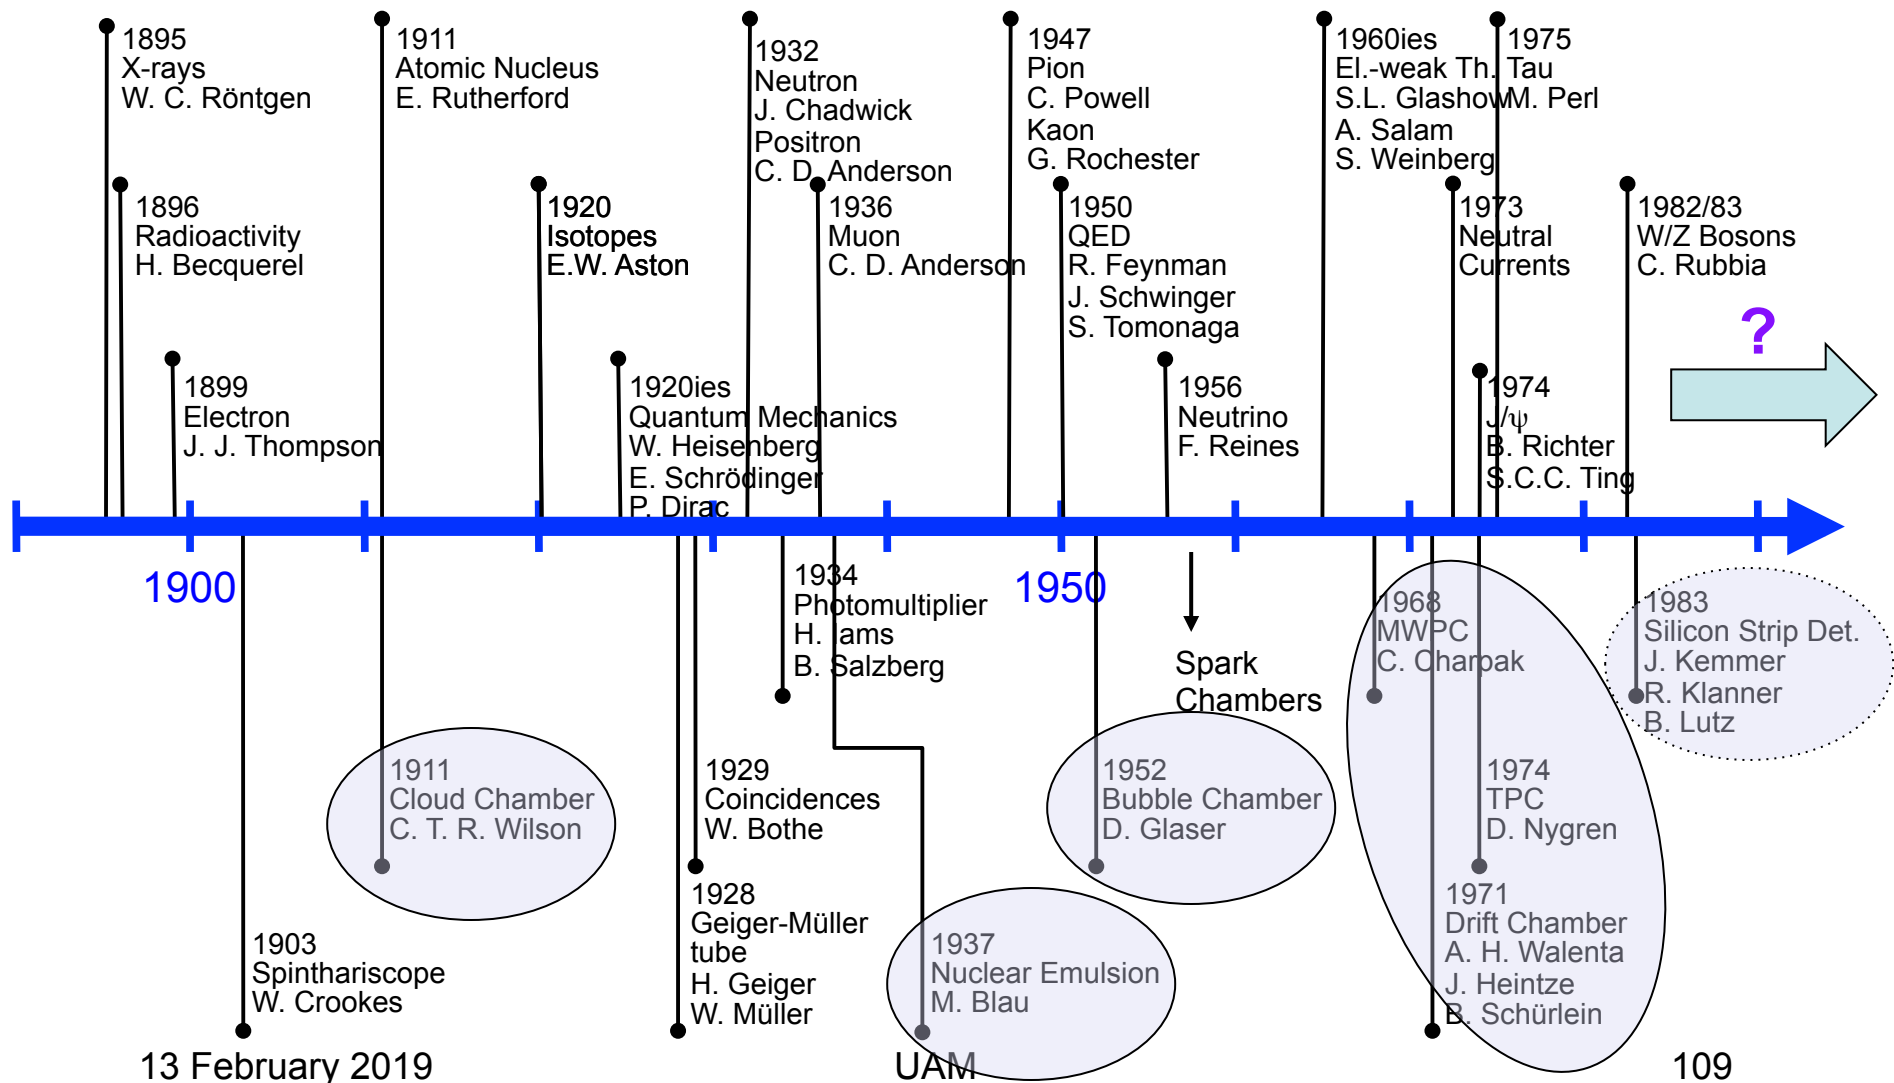 1895
X-rays
W. C. Röntgen
1911
Atomic Nucleus
E. Rutherford
1932
Neutron
J. Chadwick
Positron
C. D. Anderson
1947
Pion
C. Powell
Kaon
G. Rochester
1960ies
El.-weak Th.
S.L. Glashow
A. Salam
S. Weinberg
1975
Tau
M. Perl
1896
Radioactivity
H. Becquerel
1920
Isotopes
E.W. Aston
1936
Muon
C. D. Anderson
1950
QED
R. Feynman
J. Schwinger
S. Tomonaga
1973
Neutral
Currents
1982/83
W/Z Bosons
C. Rubbia
?
1899
Electron
J. J. Thompson
1920ies
Quantum Mechanics
W. Heisenberg
E. Schrödinger
P. Dirac
1956
Neutrino
F. Reines
1974
J/ψ
B. Richter
S.C.C. Ting
1900
1950
1934
Photomultiplier
H. Iams
B. Salzberg
Spark
Chambers
1968
MWPC
C. Charpak
1983
Silicon Strip Det.
J. Kemmer
R. Klanner
B. Lutz
1911
Cloud Chamber
C. T. R. Wilson
1929
Coincidences
W. Bothe
1952
Bubble Chamber
D. Glaser
1974
TPC
D. Nygren
1903
Spinthariscope
W. Crookes
1928
Geiger-Müller
tube
H. Geiger
W. Müller
1937
Nuclear Emulsion
M. Blau
1971
Drift Chamber
A. H. Walenta
J. Heintze
B. Schürlein
13 February 2019
UAM
109